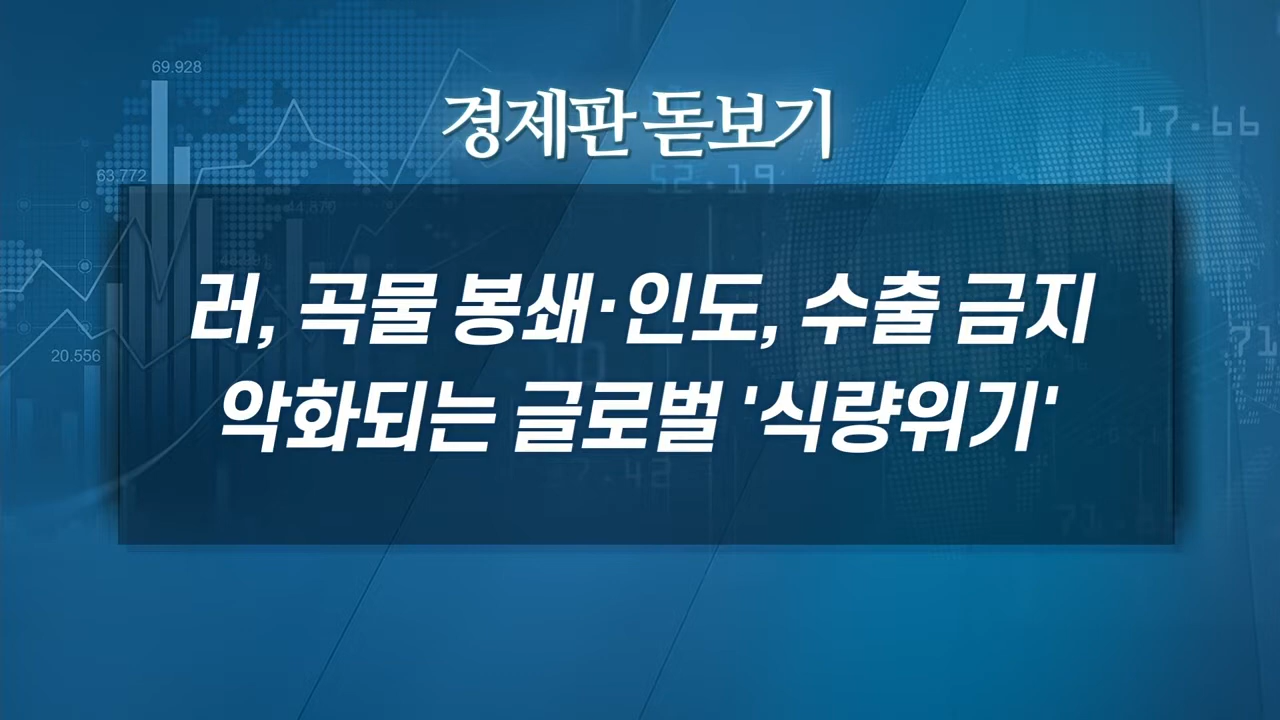 경제판 돋보기
러, 곡물 봉쇄·인도, 수출 금지
악화되는 글로벌 '식량위기'
69.928
63.772
20.556
52.19
17.66
44.876